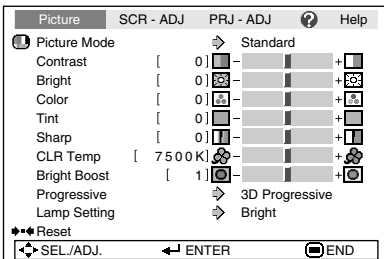 Picture SCR - ADJ PRJ - ADJ ? Help
Picture Mode Standard
Contrast [ 0] - +
Bright [ 0] - +
Color [ 0] - +
Tint [ 0] - +
Sharp [ 0] - +
CLR Temp [ 7500K] - +
Bright Boost [ 1] - +
Progressive 3D Progressive
Lamp Setting Bright
Reset
SEL./ADJ. ENTER END